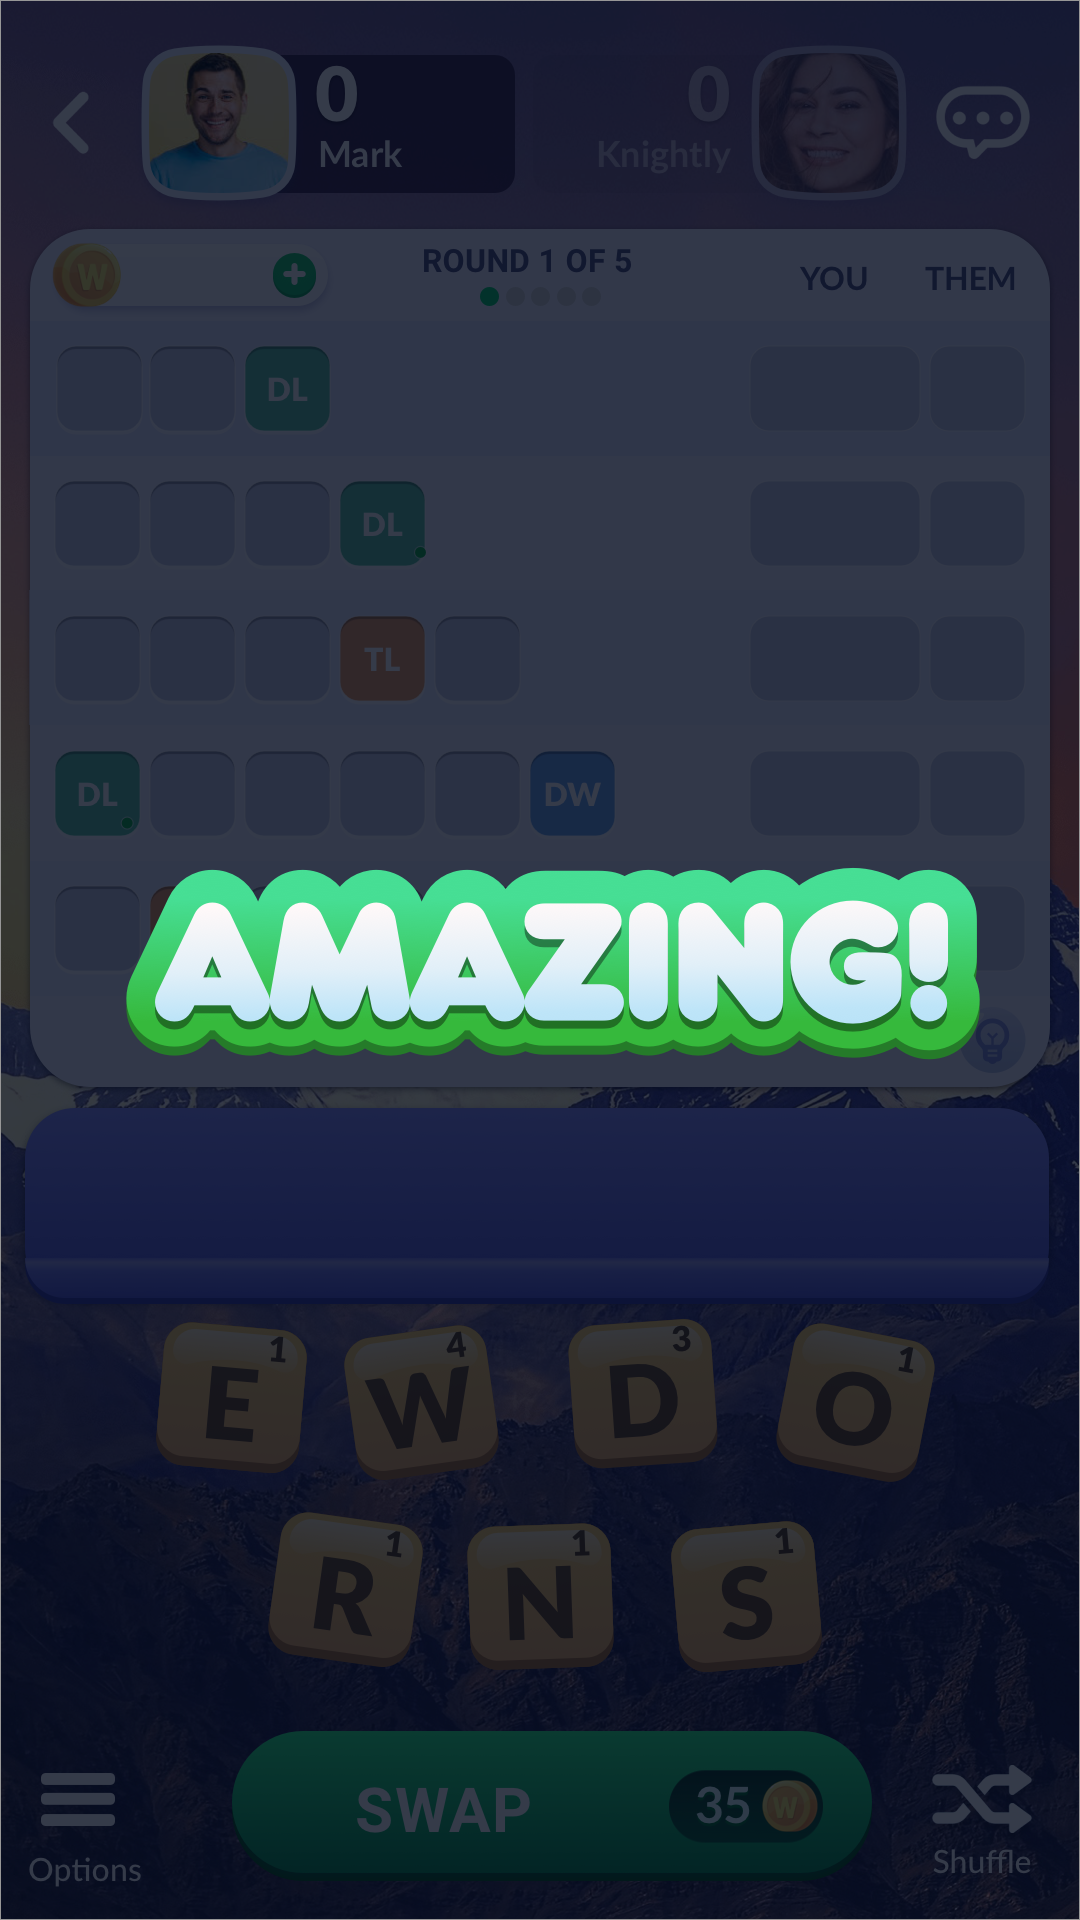 0
Mark
0
Knightly
W
ROUND 1 OF 5
YOU THEM
DL
DL
TL
DL DW
AMAZING!
E 1 W 4 D 3 O 1
R 1 N 1 S 1
SWAP 35 W
Options
Shuffle